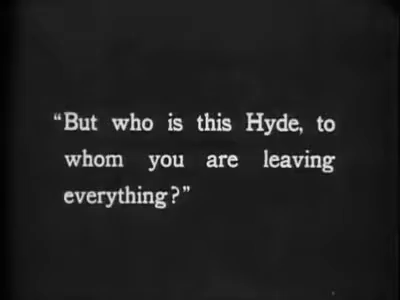 “But who is this Hyde, to
whom you are leaving
everything?”